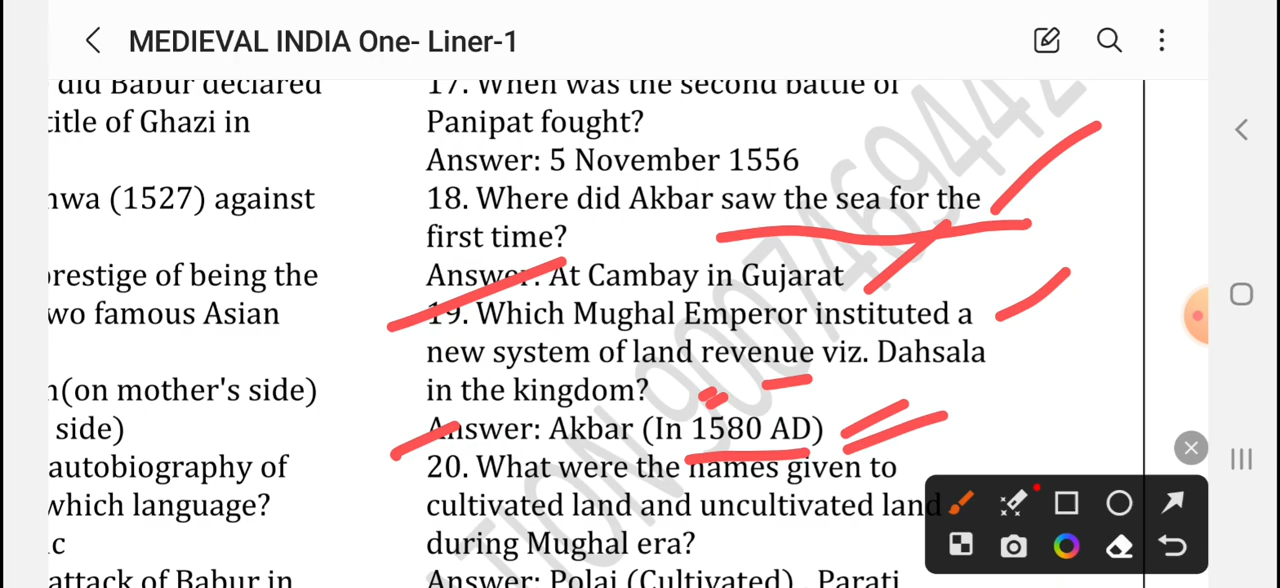 MEDIEVAL INDIA One- Liner-1
did Babur declared
title of Ghazi in
nwa (1527) against
prestige of being the
wo famous Asian
(on mother's side)
side)
autobiography of
which language?
c
attack of Babur in
17. When was the second battle of
Panipat fought?
Answer: 5 November 1556
18. Where did Akbar saw the sea for the
first time?
Answer: At Cambay in Gujarat
19. Which Mughal Emperor instituted a
new system of land revenue viz. Dahsala
in the kingdom?
Answer: Akbar (In 1580 AD)
20. What were the names given to
cultivated land and uncultivated land
during Mughal era?
Answer: Polaj (Cultivated) , Parati
TION 9007469442